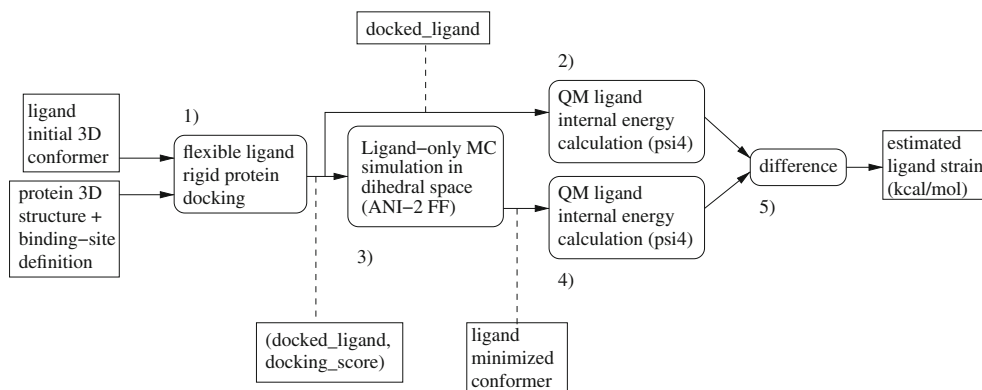 docked_ligand
ligand
initial 3D
conformer
protein 3D
structure +
binding−site
definition
1)
flexible ligand
rigid protein
docking
(docked_ligand,
docking_score)
Ligand−only MC
simulation in
dihedral space
(ANI−2 FF)
3)
ligand
minimized
conformer
2)
QM ligand
internal energy
calculation (psi4)
QM ligand
internal energy
calculation (psi4)
4)
difference
5)
estimated
ligand strain
(kcal/mol)